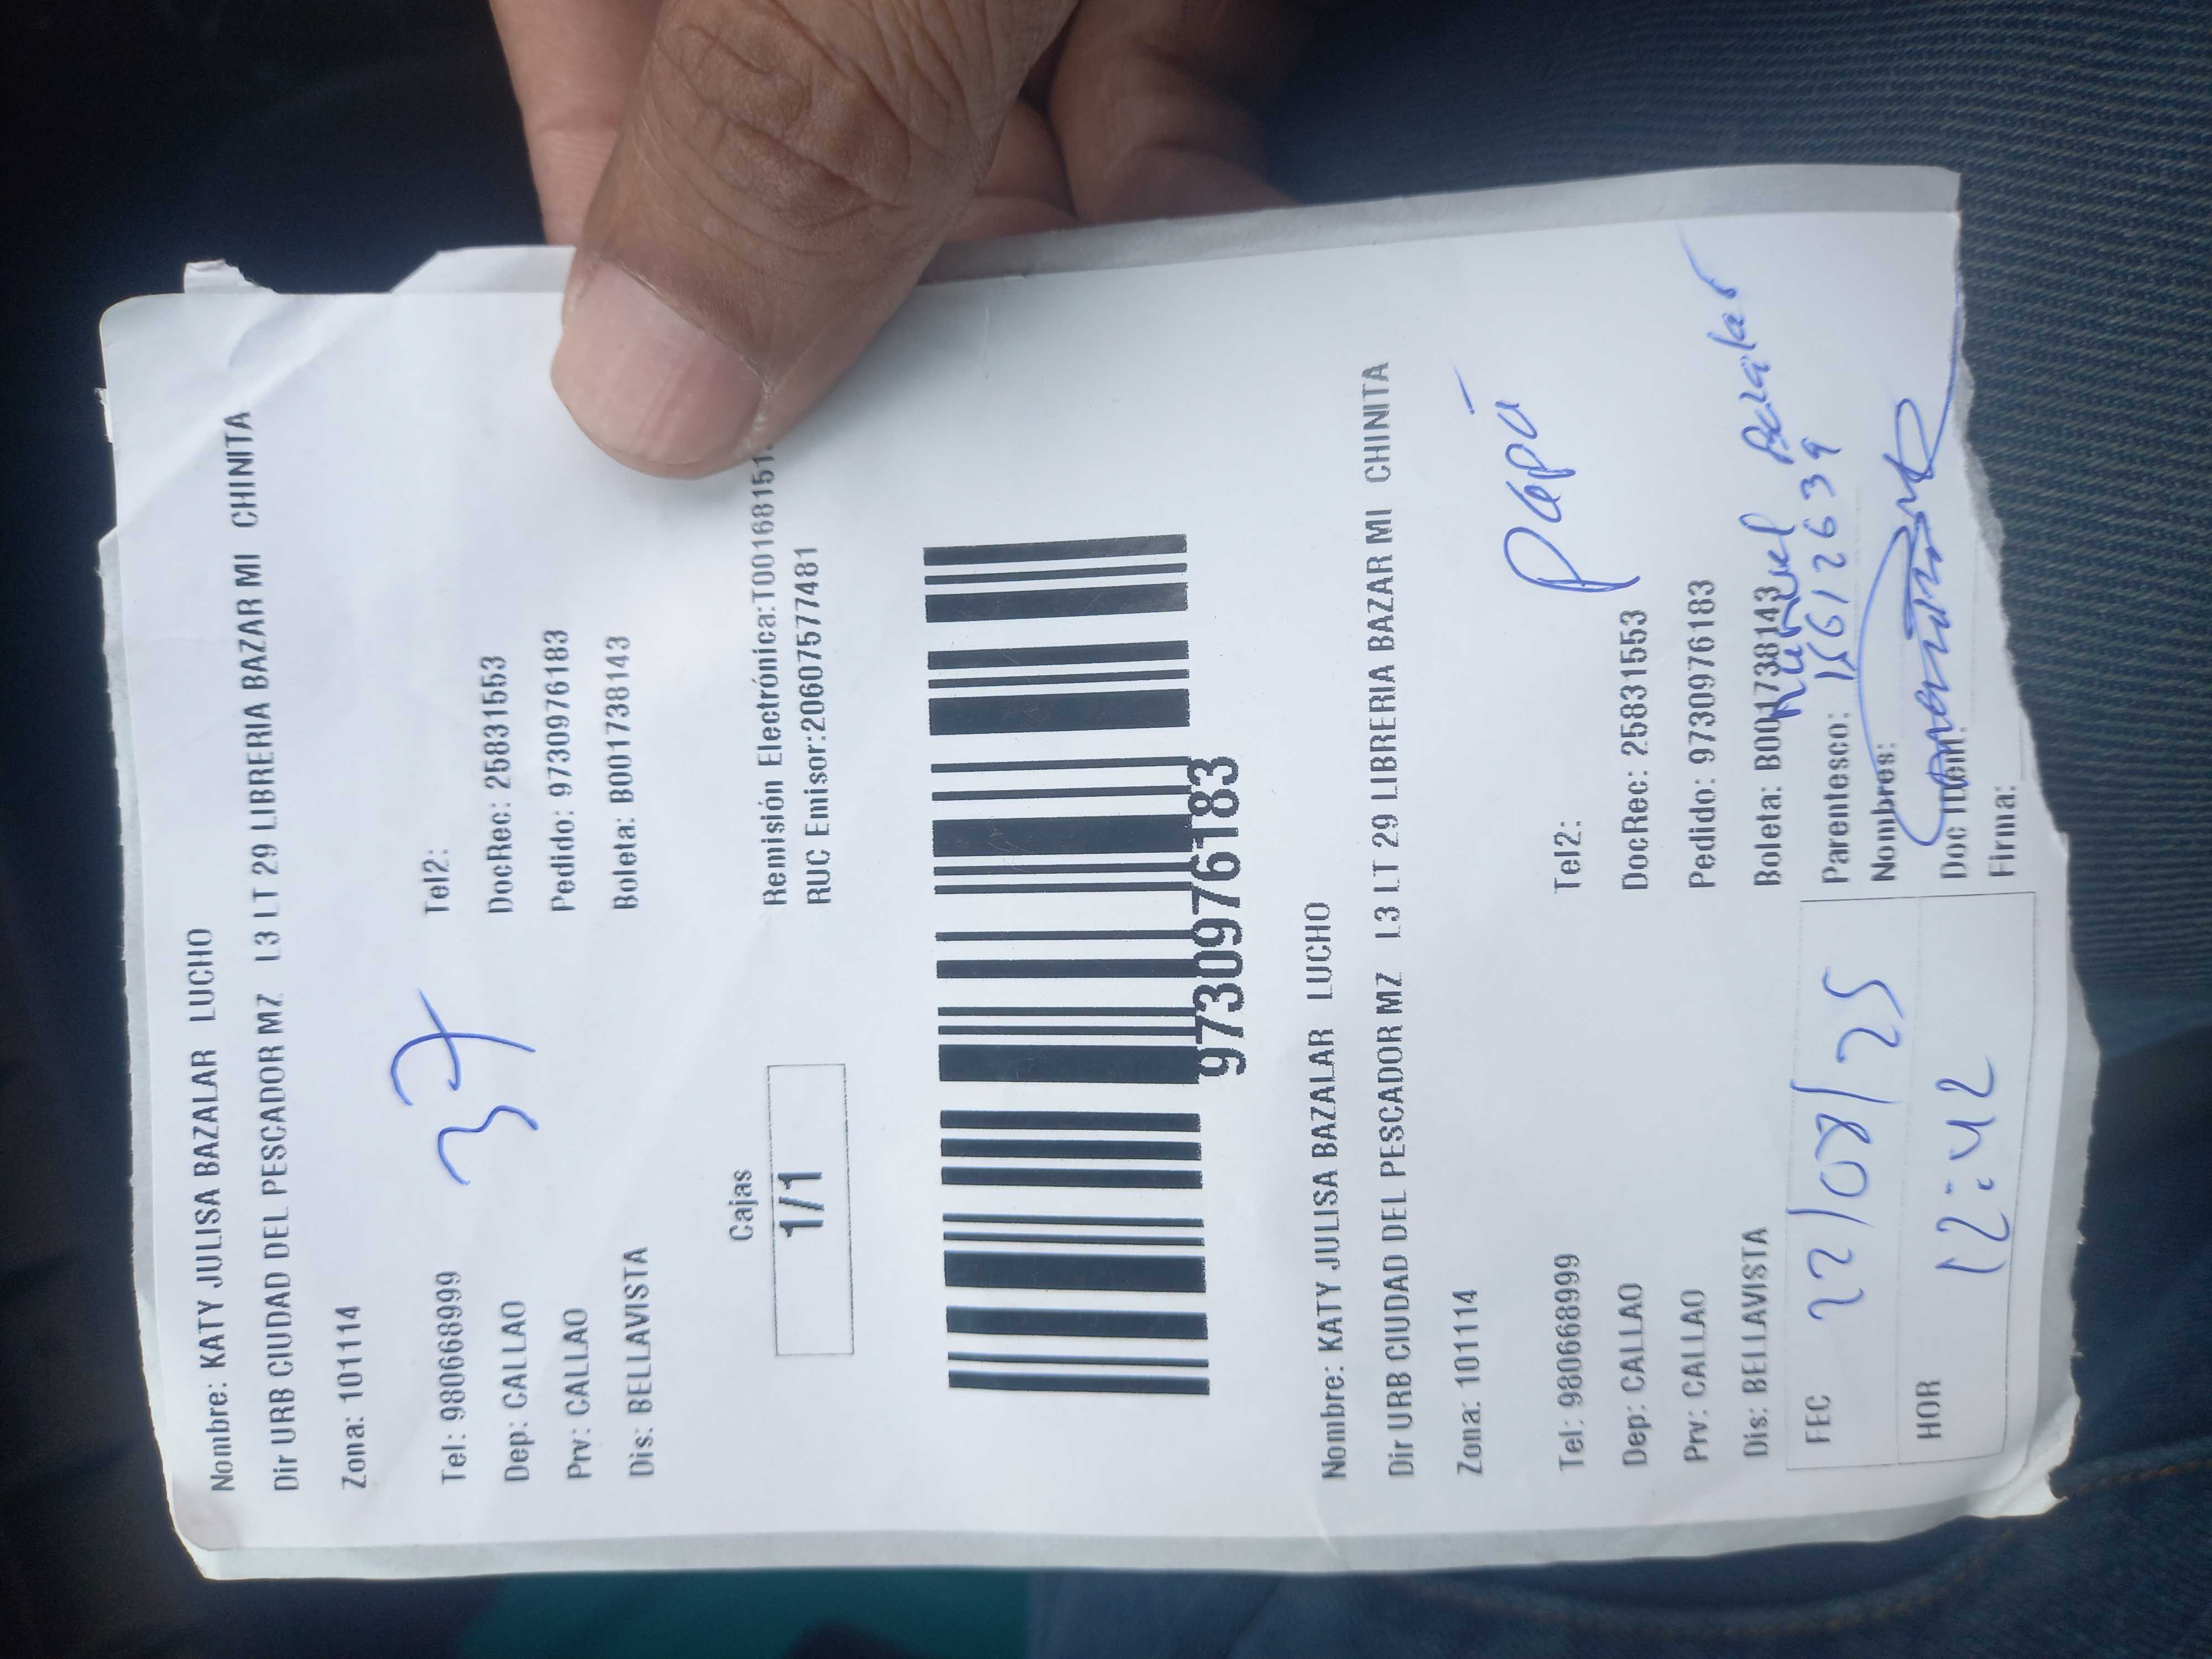 Nombre: KATY JULISA BAZALAR LUCHO
Dir URB CIUDAD DEL PESCADOR MZ L3 LT 29 LIBRERIA BAZAR MI CHINITA
Zona: 101114
37
Tel: 980668999 Tel2:
Dep: CALLAO DocRec: 25831553
Prv: CALLAO Pedido: 9730976183
Dis: BELLAVISTA Boleta: B001738143
Cajas
1/1
Remisión Electrónica:T00168151
RUC Emisor:20607577481
9730976183
Nombre: KATY JULISA BAZALAR LUCHO
Dir URB CIUDAD DEL PESCADOR MZ L3 LT 29 LIBRERIA BAZAR MI CHINITA
Zona: 101114
Papá
Tel: 980668999 Tel2:
Dep: CALLAO DocRec: 25831553
Prv: CALLAO Pedido: 9730976183
Dis: BELLAVISTA Boleta: B001738143
FEC 22/08/25 Parentesco: 15612639
Nombres:
HOR 12:42 Doc Iden:
Firma: